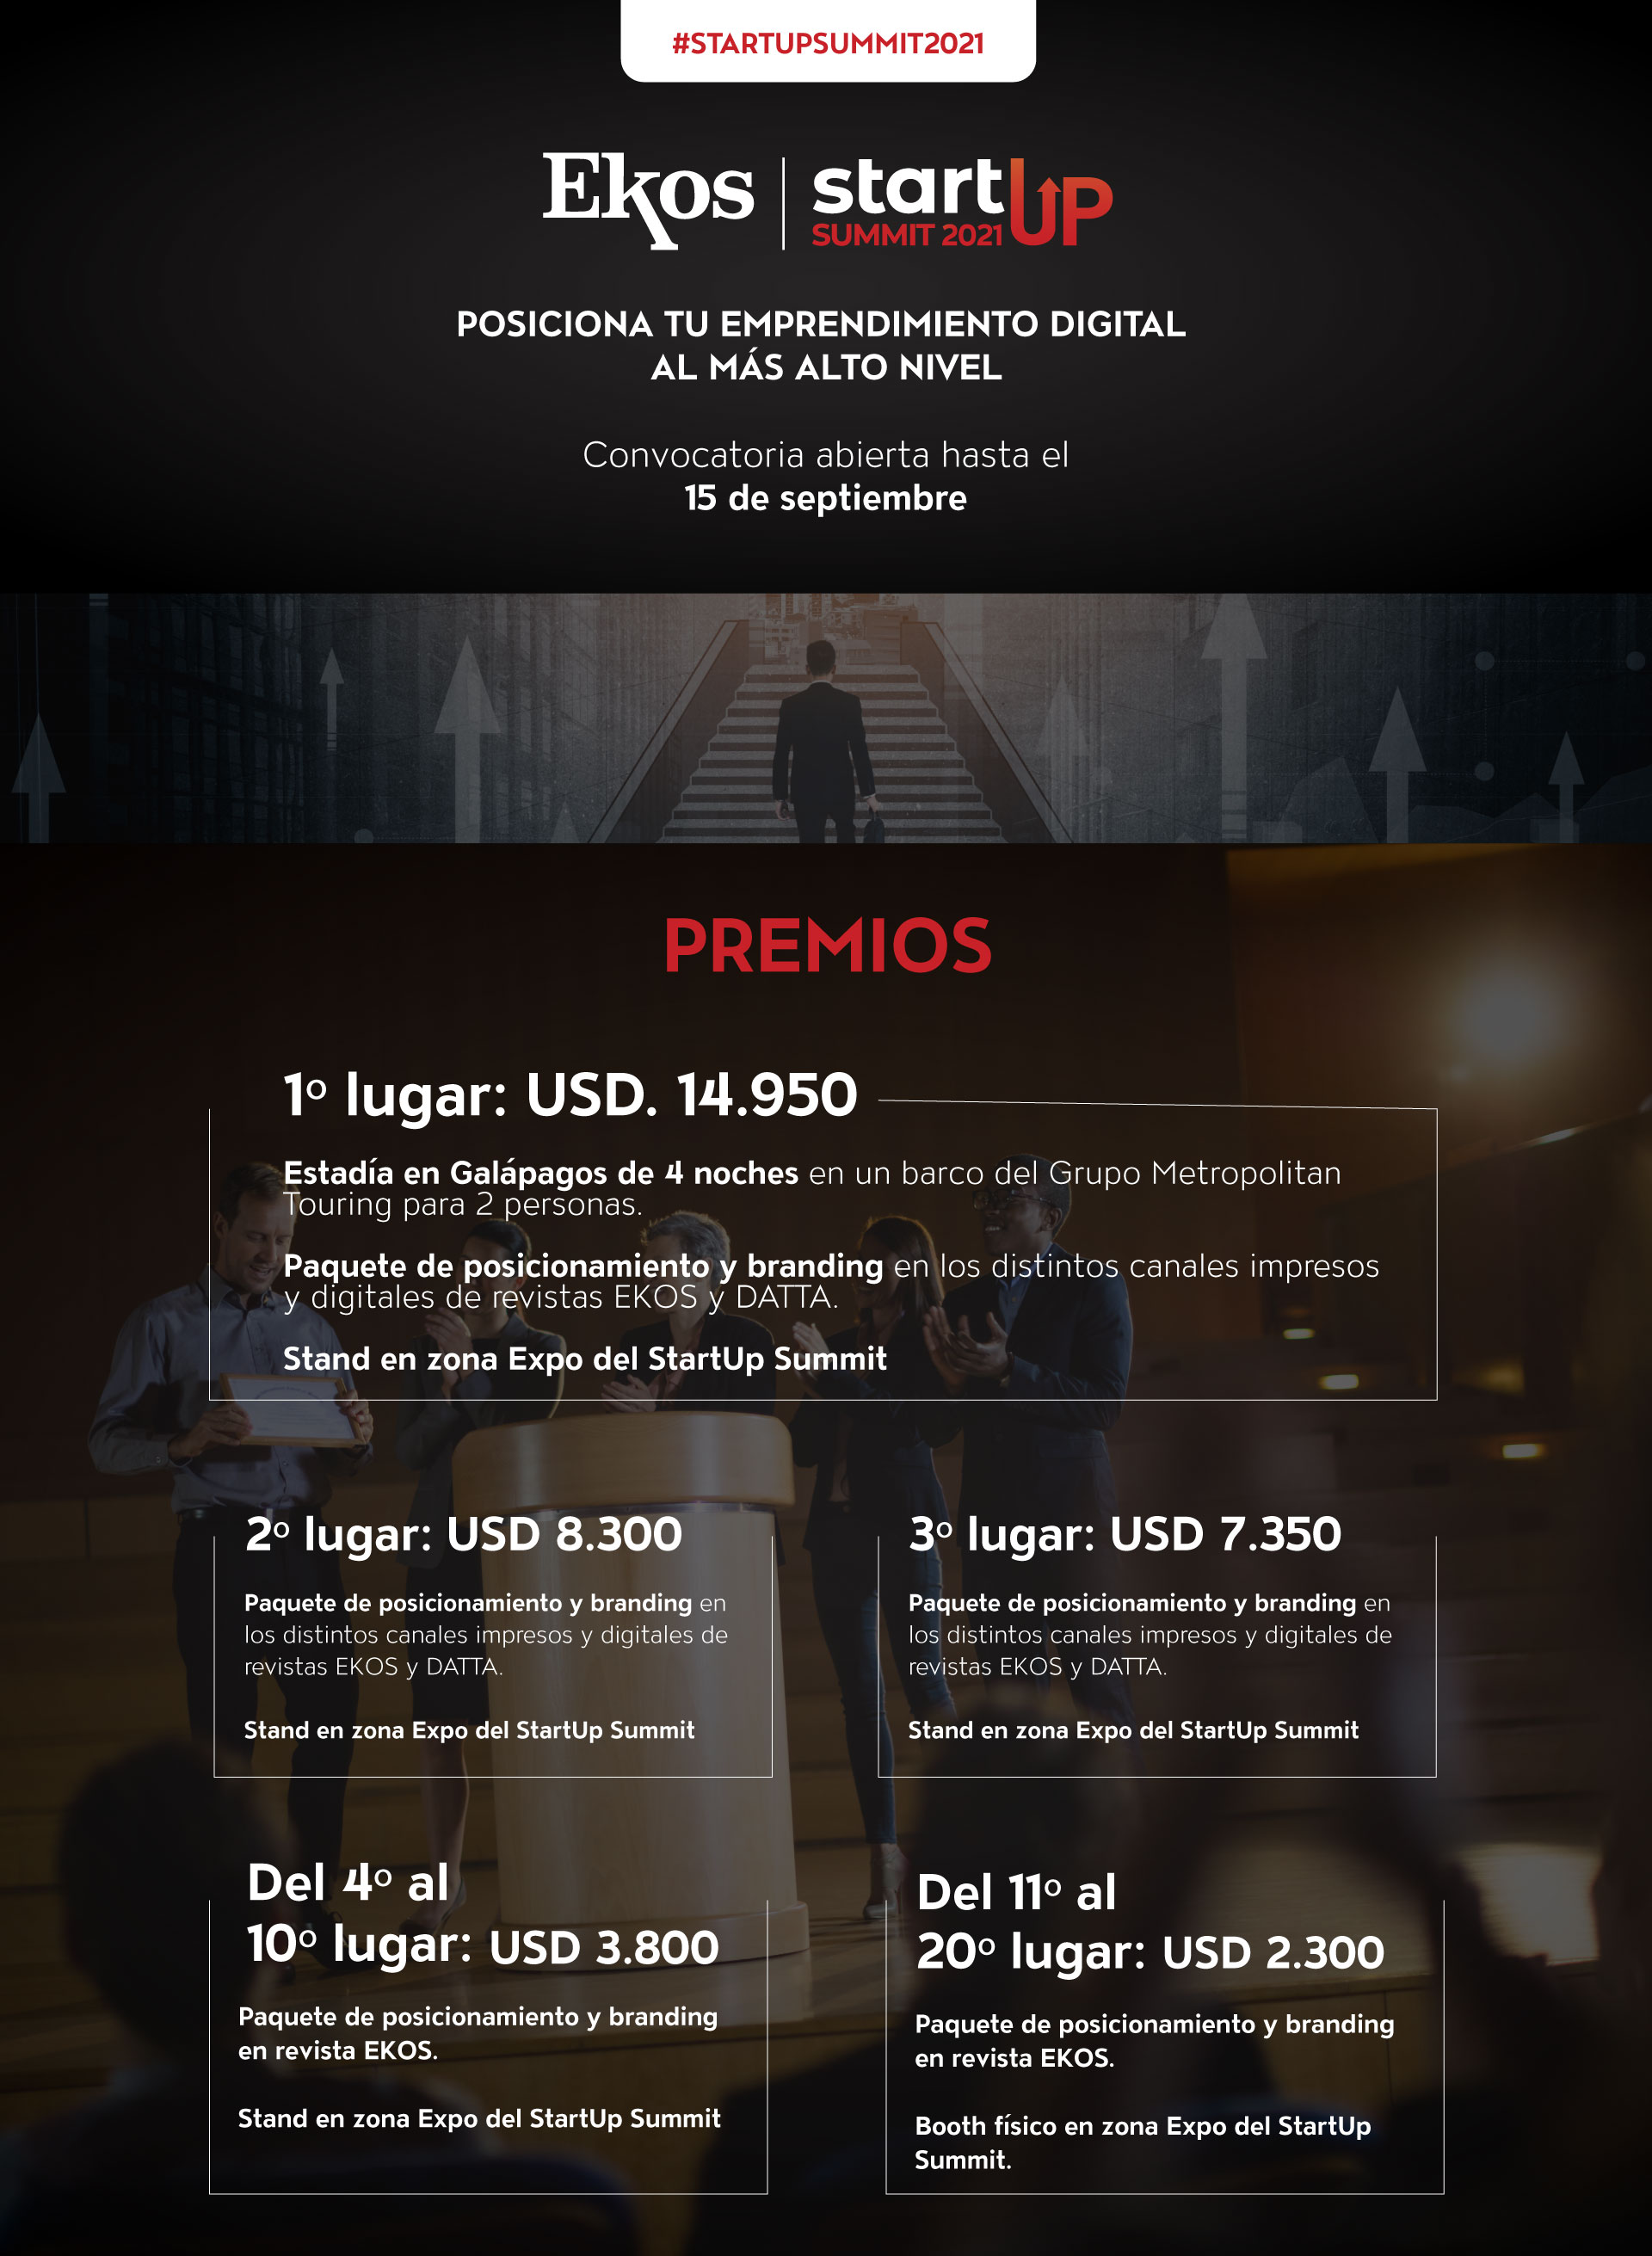 #STARTUPSUMMIT2021
Ekos | startUP
SUMMIT 2021
POSICIONA TU EMPRENDIMIENTO DIGITAL
AL MÁS ALTO NIVEL
Convocatoria abierta hasta el
15 de septiembre
PREMIOS
1º lugar: USD. 14.950
Estadía en Galápagos de 4 noches en un barco del Grupo Metropolitan
Touring para 2 personas.
Paquete de posicionamiento y branding en los distintos canales impresos
y digitales de revistas EKOS y DATTA.
Stand en zona Expo del StartUp Summit
2º lugar: USD 8.300
Paquete de posicionamiento y branding en
los distintos canales impresos y digitales de
revistas EKOS y DATTA.
Stand en zona Expo del StartUp Summit
3º lugar: USD 7.350
Paquete de posicionamiento y branding en
los distintos canales impresos y digitales de
revistas EKOS y DATTA.
Stand en zona Expo del StartUp Summit
Del 4º al
10º lugar: USD 3.800
Paquete de posicionamiento y branding
en revista EKOS.
Stand en zona Expo del StartUp Summit
Del 11º al
20º lugar: USD 2.300
Paquete de posicionamiento y branding
en revista EKOS.
Booth físico en zona Expo del StartUp
Summit.